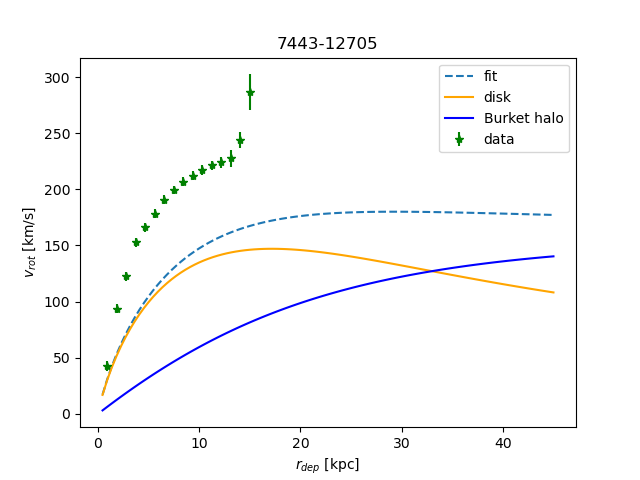 7443-12705
300
250
200
150
100
50
0
v_rot [km/s]
fit
disk
Burket halo
data
0 10 20 30 40
r_dep [kpc]